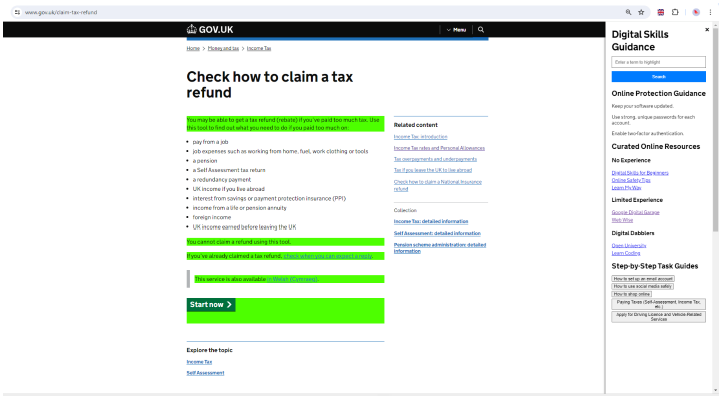 www.gov.uk/claim-tax-refund
GOV.UK
Menu
Home > Money and tax > Income Tax
Check how to claim a tax
refund
You may be able to get a tax refund (rebate) if you've paid too much tax. Use
this tool to find out what you need to do if you paid too much on:
• pay from a job
• job expenses such as working from home, fuel, work clothing or tools
• a pension
• a Self Assessment tax return
• a redundancy payment
• UK income if you live abroad
• interest from savings or payment protection insurance (PPI)
• income from a life or pension annuity
• foreign income
• UK income earned before leaving the UK
You cannot claim a refund using this tool.
If you've already claimed a tax refund, check when you can expect a reply.
This service is also available in Welsh (Cymraeg).
Start now
Explore the topic
Income Tax
Self Assessment
Related content
Income Tax: introduction
Income Tax rates and Personal Allowances
Tax overpayments and underpayments
Tax if you leave the UK to live abroad
Check how to claim a National Insurance
refund
Collection
Income Tax: detailed information
Self Assessment: detailed information
Pension scheme administration: detailed
information
Digital Skills
Guidance
×
Enter a term to highlight
Search
Online Protection Guidance
Keep your software updated.
Use strong, unique passwords for each
account.
Enable two-factor authentication.
Curated Online Resources
No Experience
Digital Skills for Beginners
Online Safety Tips
Learn My Way
Limited Experience
Google Digital Garage
Web Wise
Digital Dabblers
Open University
Learn Coding
Step-by-Step Task Guides
How to set up an email account
How to use social media safely
How to shop online
Paying Taxes (Self-Assessment, Income Tax,
etc.)
Apply for Driving Licence and Vehicle-Related
Services